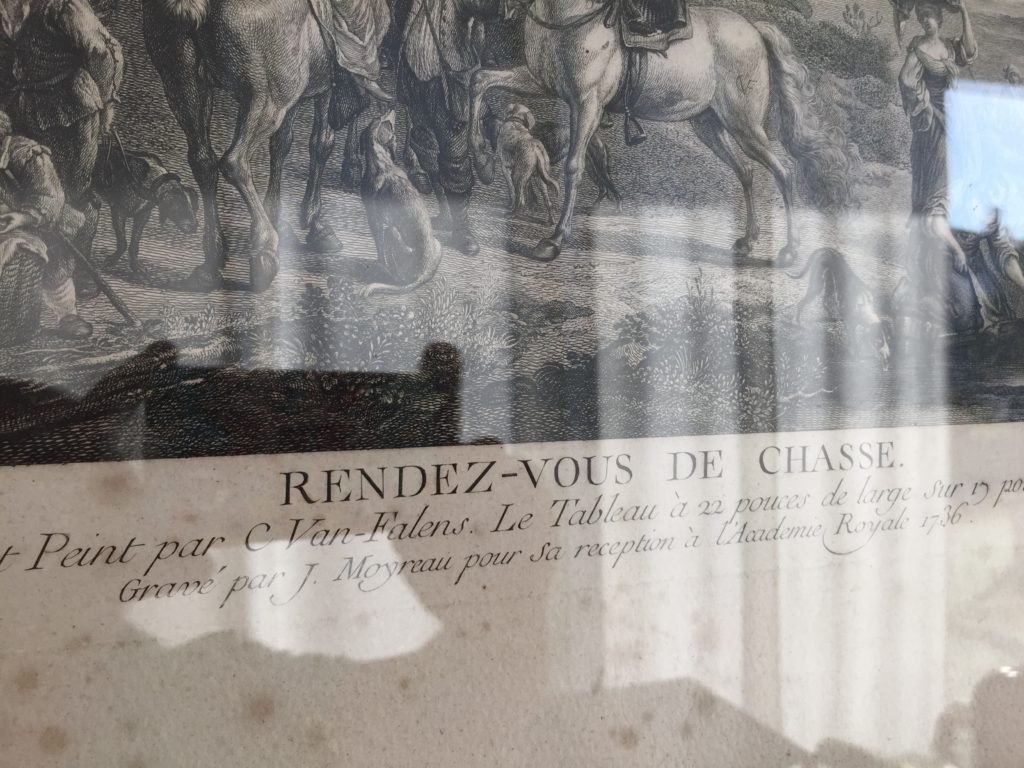 RENDEZ-VOUS DE CHASSE.
t Peint par C Van-Falens. Le Tableau à 22 pouces de large sur 17 po
Gravé par J. Moyreau pour sa reception à l'Academie Royale 1736.